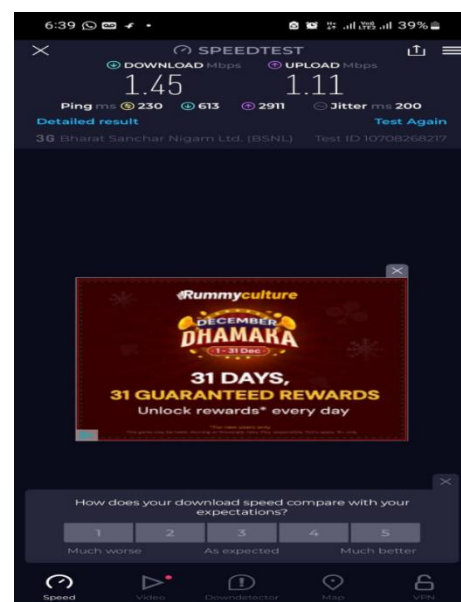 6:39
39%
SPEEDTEST
DOWNLOAD Mbps UPLOAD Mbps
1.45 1.11
Ping ms 230 613 2911 Jitter ms 200
Detailed result Test Again
3G Bharat Sanchar Nigam Ltd. (BSNL) Test ID 10708268217
Rummyculture
DECEMBER
DHAMAKA
1-31 Dec
31 DAYS,
31 GUARANTEED REWARDS
Unlock rewards* every day
How does your download speed compare with your
expectations?
1 2 3 4 5
Much worse As expected Much better
Speed Video Downdetector Map VPN